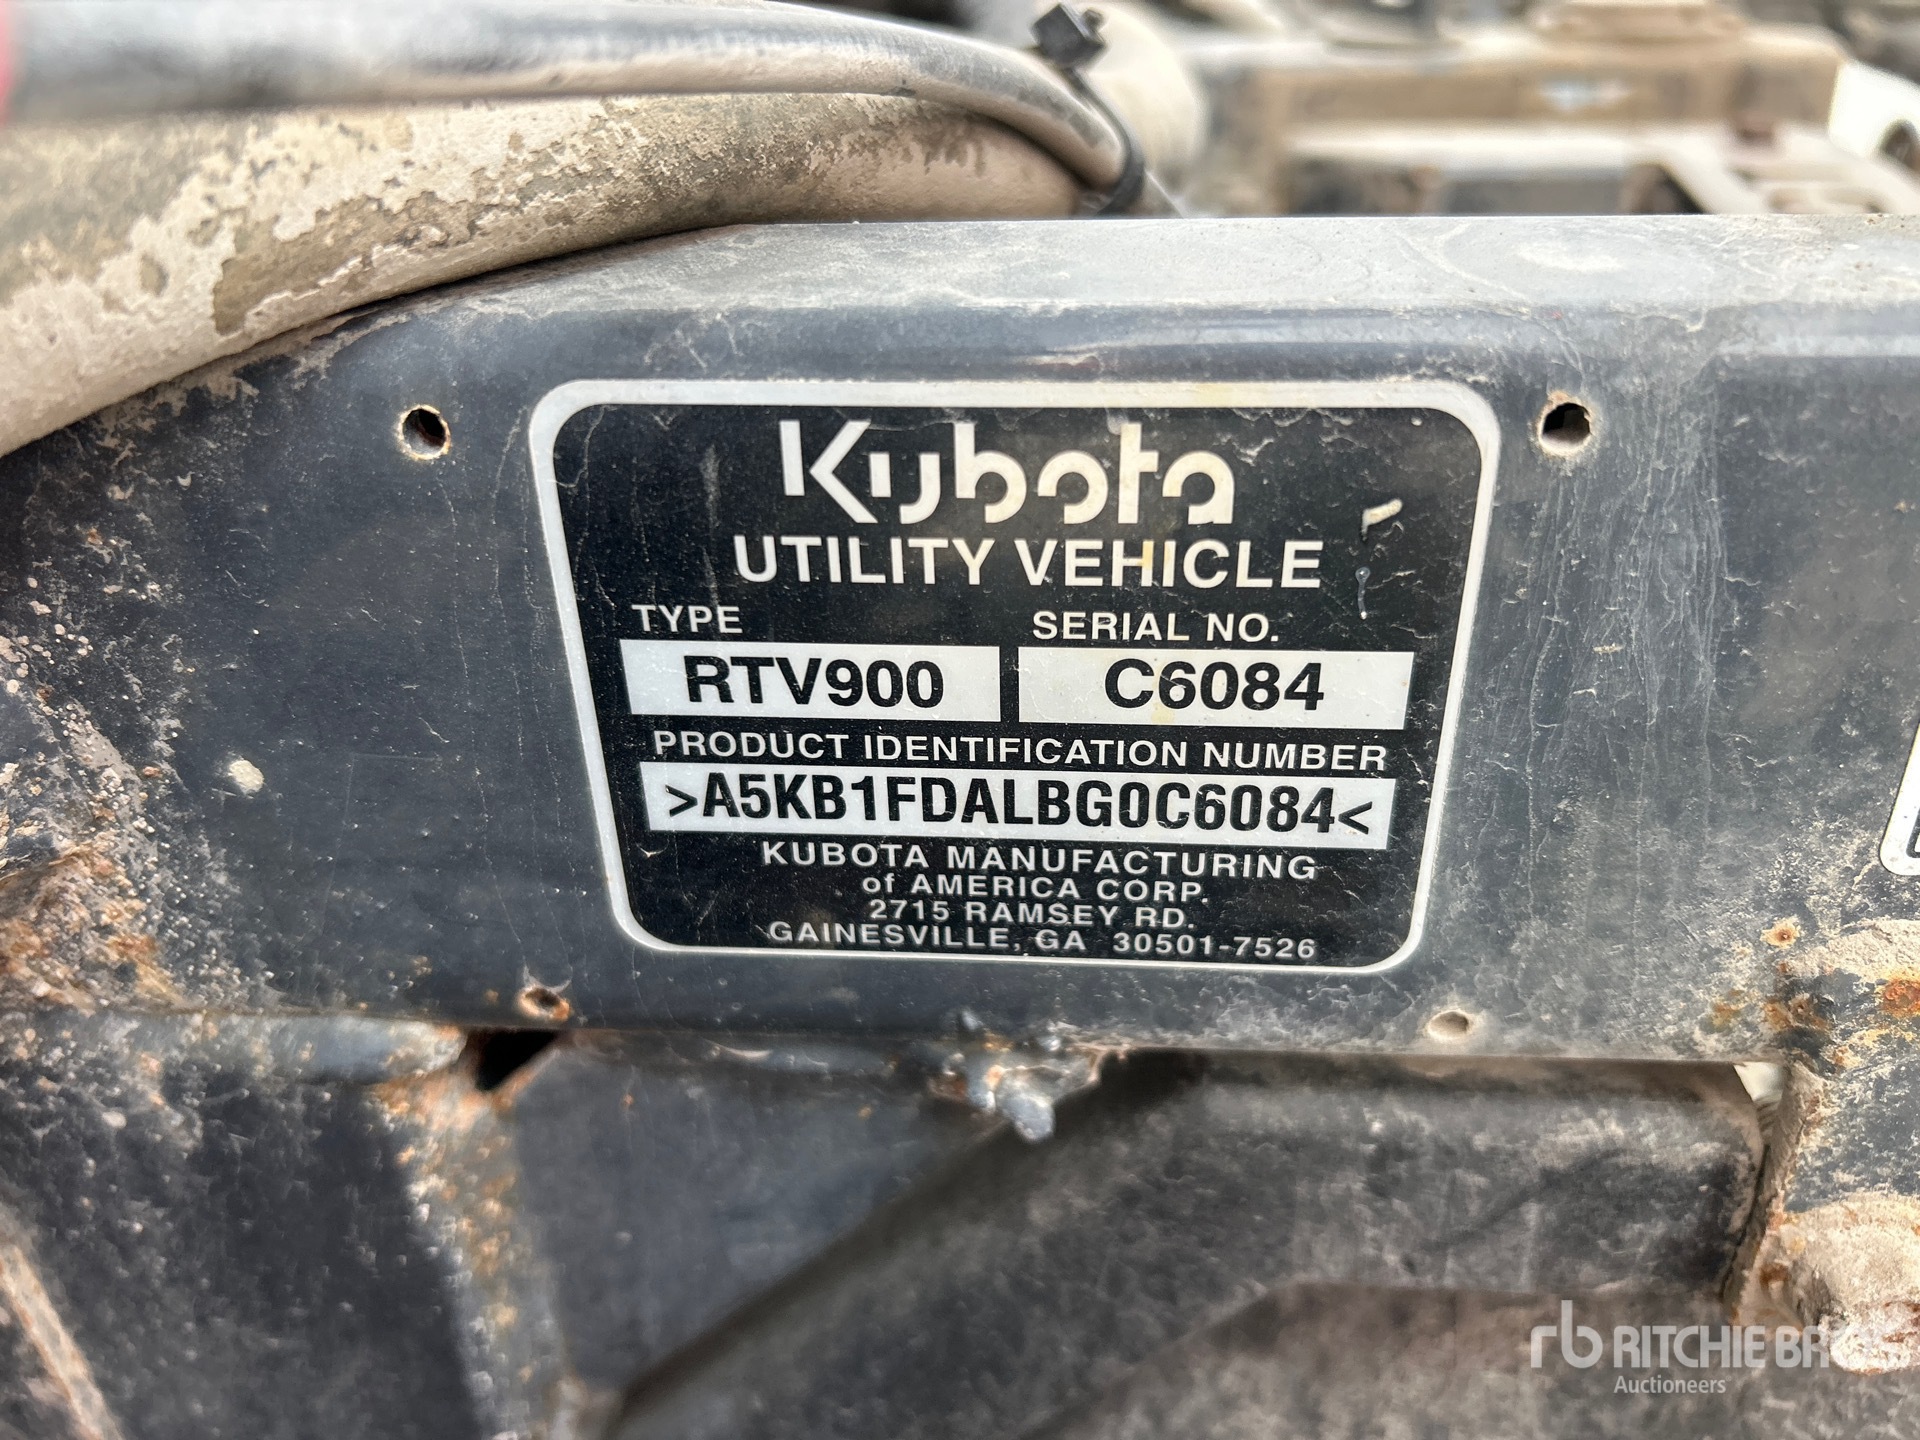 Kubota
UTILITY VEHICLE
TYPE SERIAL NO.
RTV900 C6084
PRODUCT IDENTIFICATION NUMBER
>A5KB1FDALBG0C6084<
KUBOTA MANUFACTURING
of AMERICA CORP.
2715 RAMSEY RD.
GAINESVILLE, GA 30501-7526
rb RITCHIE BROS
Auctioneers